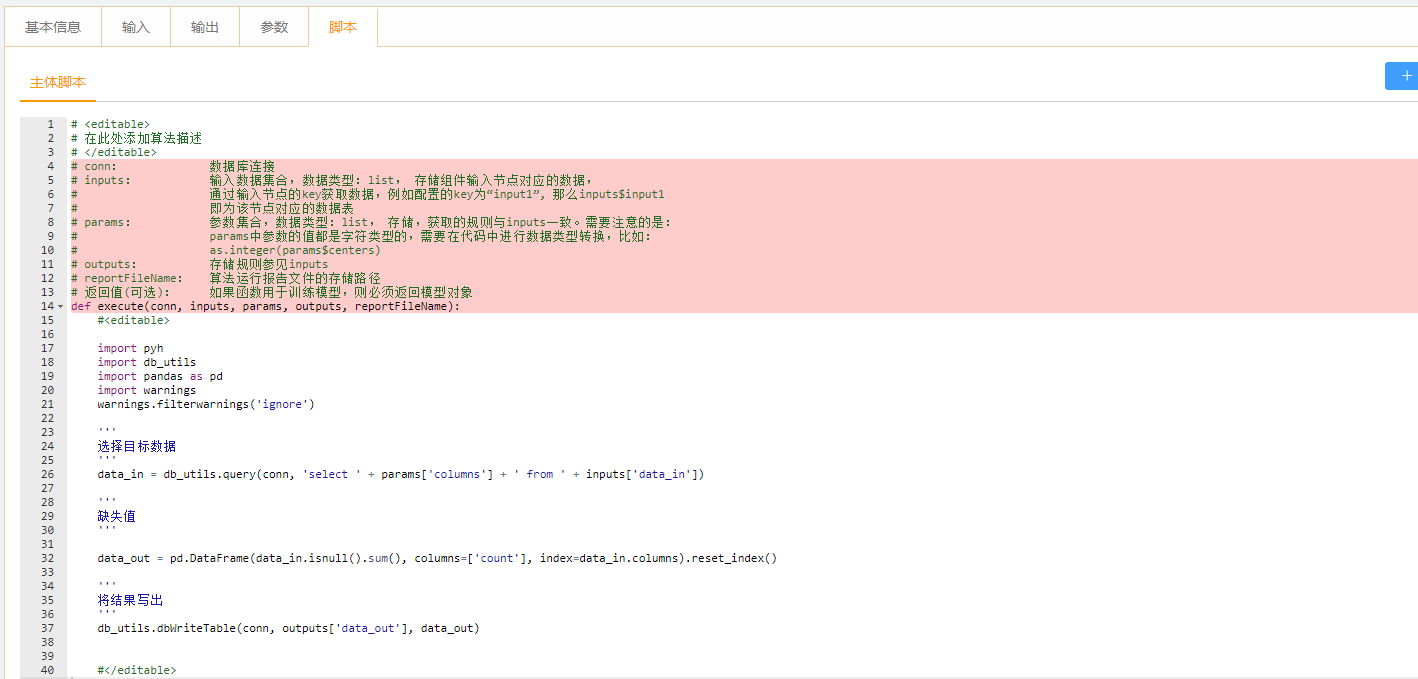 基本信息 输入 输出 参数 脚本
主体脚本
+
1 # <editable>
2 # 在此处添加算法描述
3 # </editable>
4 # conn: 数据库连接
5 # inputs: 输入数据集合，数据类型：list， 存储组件输入节点对应的数据，
6 # 通过输入节点的key获取数据，例如配置的key为“input1”, 那么inputs$input1
7 # 即为该节点对应的数据表
8 # params: 参数集合，数据类型：list， 存储，获取的规则与inputs一致。需要注意的是：
9 # params中参数的值都是字符类型的，需要在代码中进行数据类型转换，比如：
10 # as.integer(params$centers)
11 # outputs: 存储规则参见inputs
12 # reportFileName: 算法运行报告文件的存储路径
13 # 返回值(可选): 如果函数用于训练模型，则必须返回模型对象
14 def execute(conn, inputs, params, outputs, reportFileName):
15 #<editable>
16
17 import pyh
18 import db_utils
19 import pandas as pd
20 import warnings
21 warnings.filterwarnings('ignore')
22
23 '''
24 选择目标数据
25 '''
26 data_in = db_utils.query(conn, 'select ' + params['columns'] + ' from ' + inputs['data_in'])
27
28 '''
29 缺失值
30 '''
31
32 data_out = pd.DataFrame(data_in.isnull().sum(), columns=['count'], index=data_in.columns).reset_index()
33
34 '''
35 将结果写出
36 '''
37 db_utils.dbWriteTable(conn, outputs['data_out'], data_out)
38
39
40 #</editable>